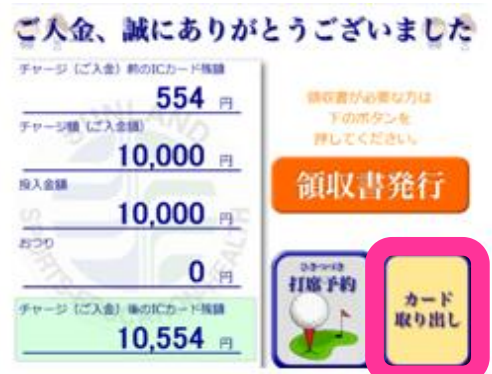 ご入金、誠にありがとうございました
チャージ（ご入金）前のICカード残額
554 円
チャージ額（ご入金額）
10,000 円
投入金額
10,000 円
おつり
0 円
チャージ（ご入金）後のICカード残額
10,554 円
領収書が必要な方は
下のボタンを
押してください。
領収書発行
ひきつづき
打席予約
カード
取り出し